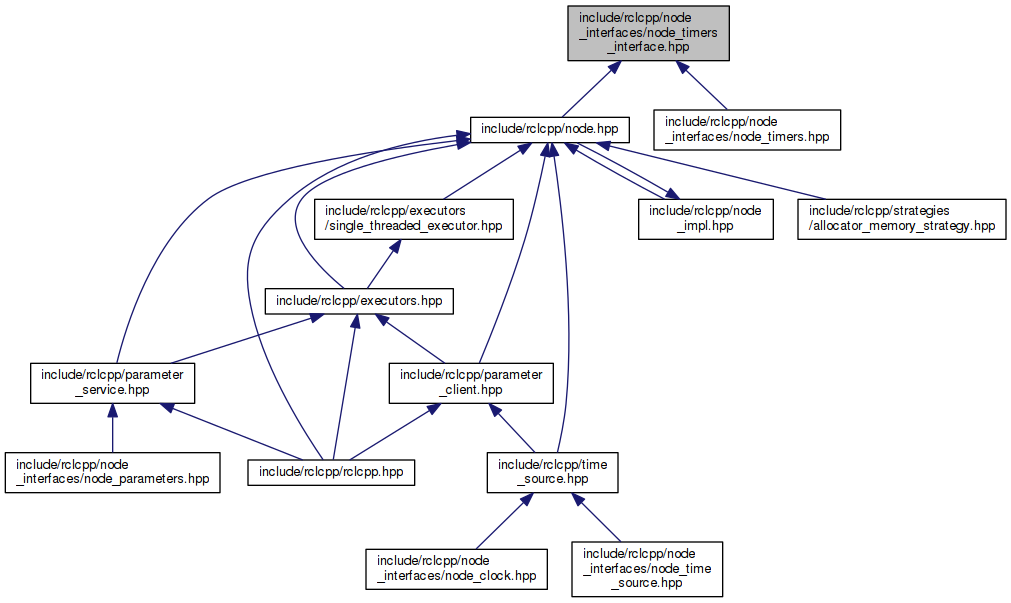 include/rclcpp/node
_interfaces/node_timers
_interface.hpp
include/rclcpp/node.hpp
include/rclcpp/node
_interfaces/node_timers.hpp
include/rclcpp/executors
/single_threaded_executor.hpp
include/rclcpp/node
_impl.hpp
include/rclcpp/strategies
/allocator_memory_strategy.hpp
include/rclcpp/executors.hpp
include/rclcpp/parameter
_service.hpp
include/rclcpp/parameter
_client.hpp
include/rclcpp/node
_interfaces/node_parameters.hpp
include/rclcpp/rclcpp.hpp
include/rclcpp/time
_source.hpp
include/rclcpp/node
_interfaces/node_clock.hpp
include/rclcpp/node
_interfaces/node_time
_source.hpp